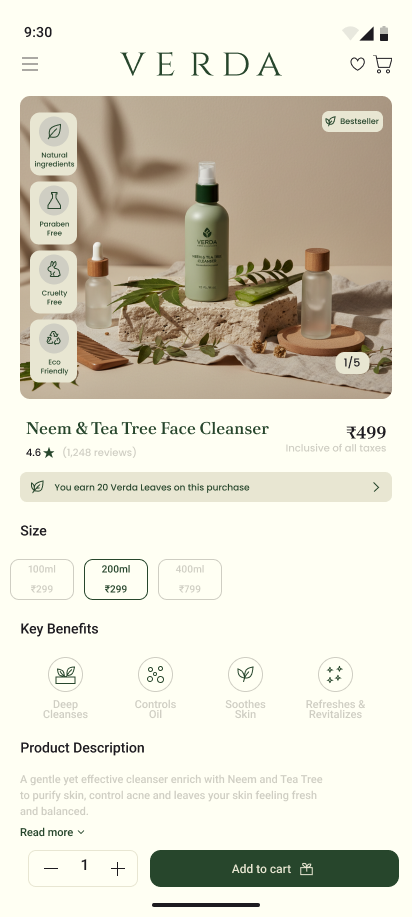 9:30
VERDA
Natural
ingredients
Paraben
Free
Cruelty
Free
Eco
Friendly
Bestseller
VERDA
1/5
Neem & Tea Tree Face Cleanser
₹499
4.6 ★ (1,248 reviews)
Inclusive of all taxes
You earn 20 Verda Leaves on this purchase
Size
100ml
₹299
200ml
₹299
400ml
₹799
Key Benefits
Deep
Cleanses
Controls
Oil
Soothes
Skin
Refreshes &
Revitalizes
Product Description
A gentle yet effective cleanser enrich with Neem and Tea Tree
to purify skin, control acne and leaves your skin feeling fresh
and balanced.
Read more
1
Add to cart